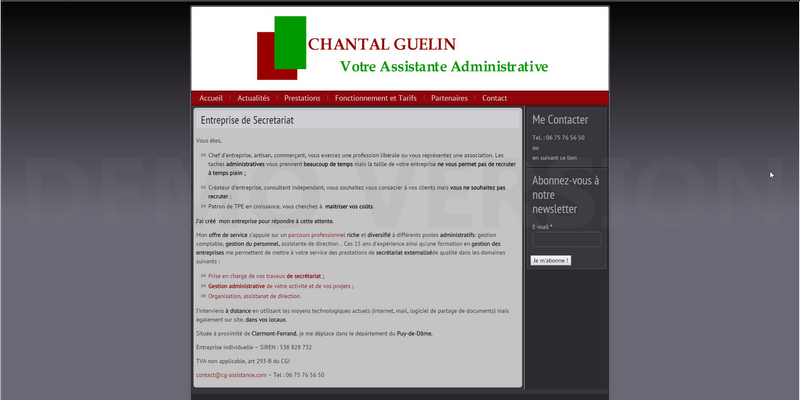 CHANTAL GUELIN
Votre Assistante Administrative
Accueil
Actualités
Prestations
Fonctionnement et Tarifs
Partenaires
Contact
Entreprise de Secretariat
Vous êtes,
Chef d'entreprise, artisan, commerçant, vous exercez une profession libérale ou vous représentez une association. Les
taches administratives vous prennent beaucoup de temps mais la taille de votre entreprise ne vous permet pas de recruter
à temps plein ;
Créateur d'entreprise, consultant indépendant, vous souhaitez vous consacrer à vos clients mais vous ne souhaitez pas
recruter ;
Patron de TPE en croissance, vous cherchez à maitriser vos coûts.
J'ai créé mon entreprise pour répondre à cette attente.
Mon offre de service s'appuie sur un parcours professionnel riche et diversifié à différents postes administratifs: gestion
comptable, gestion du personnel, assistante de direction... Ces 15 ans d'expérience ainsi qu'une formation en gestion des
entreprises me permettent de mettre à votre service des prestations de secrétariat externaliséde qualité dans les domaines
suivants :
Prise en charge de vos travaux de secrétariat ;
Gestion administrative de votre activité et de vos projets ;
Organisation, assistanat de direction.
J'interviens à distance en utilisant les moyens technologiques actuels (internet, mail, logiciel de partage de documents) mais
également sur site, dans vos locaux.
Située à proximité de Clermont-Ferrand, je me déplace dans le département du Puy-de-Dôme.
Entreprise individuelle – SIREN : 538 828 732
TVA non applicable, art 293-B du CGI
contact@cg-assistance.com – Tel : 06 75 76 56 50
Me Contacter
Tel : 06 75 76 56 50
ou
en suivant ce lien
Abonnez-vous à
notre
newsletter
E-mail *
Je m'abonne !
DEMO VERSION